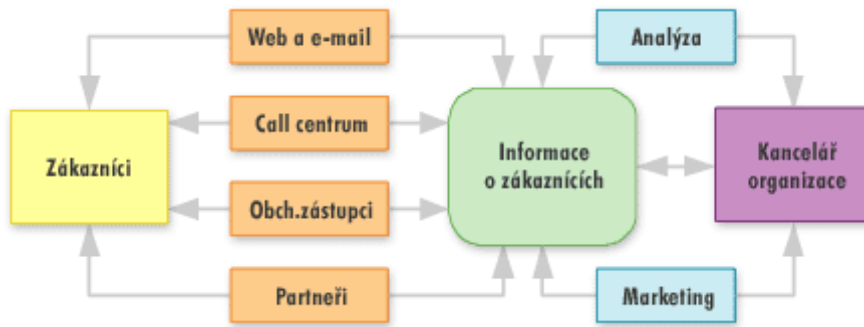 Web a e-mail
Analýza
Call centrum
Zákazníci
Informace
o zákaznících
Kancelář
organizace
Obch.zástupci
Partneři
Marketing